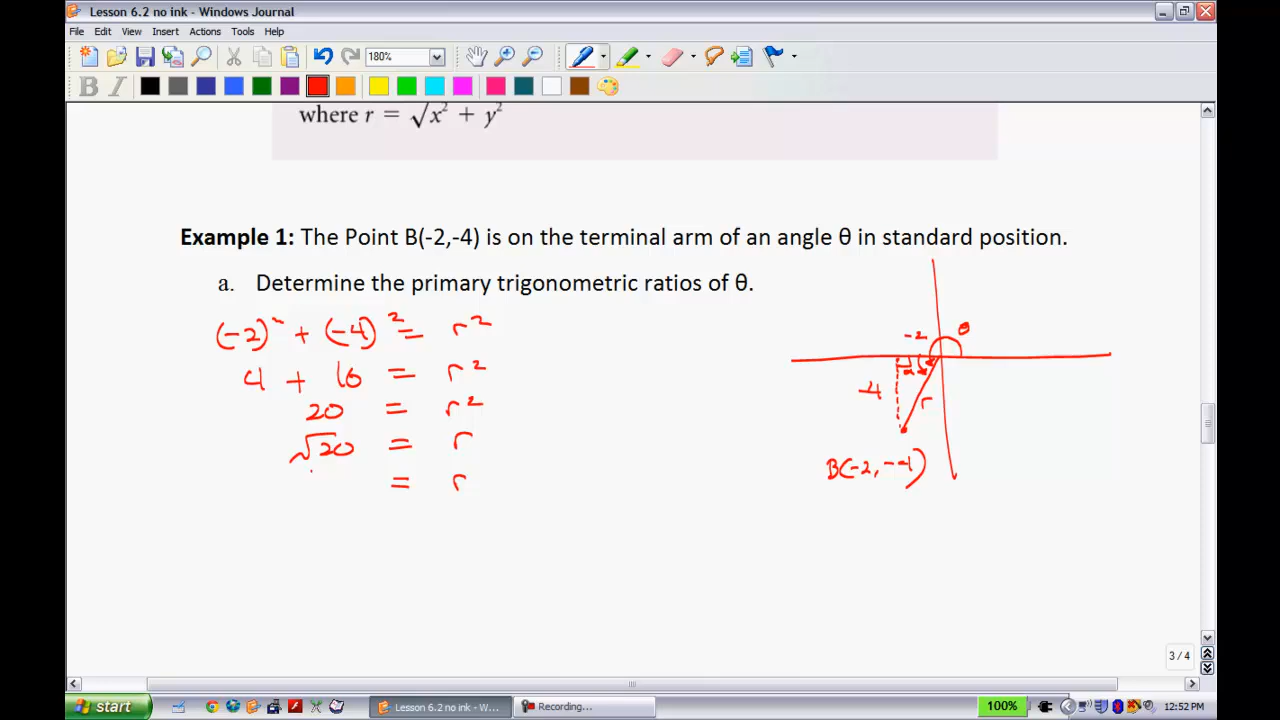 Lesson 6.2 no ink - Windows Journal
File Edit View Insert Actions Tools Help
180%
B I
where r = √x² + y²
Example 1: The Point B(-2,-4) is on the terminal arm of an angle θ in standard position.
a. Determine the primary trigonometric ratios of θ.
(-2)² + (-4)² = r²
4 + 16 = r²
20 = r²
√20 = r
= r
-2 θ
-4
r
B(-2, -4)
3 / 4
start
Lesson 6.2 no ink - W...
Recording...
100%
12:52 PM